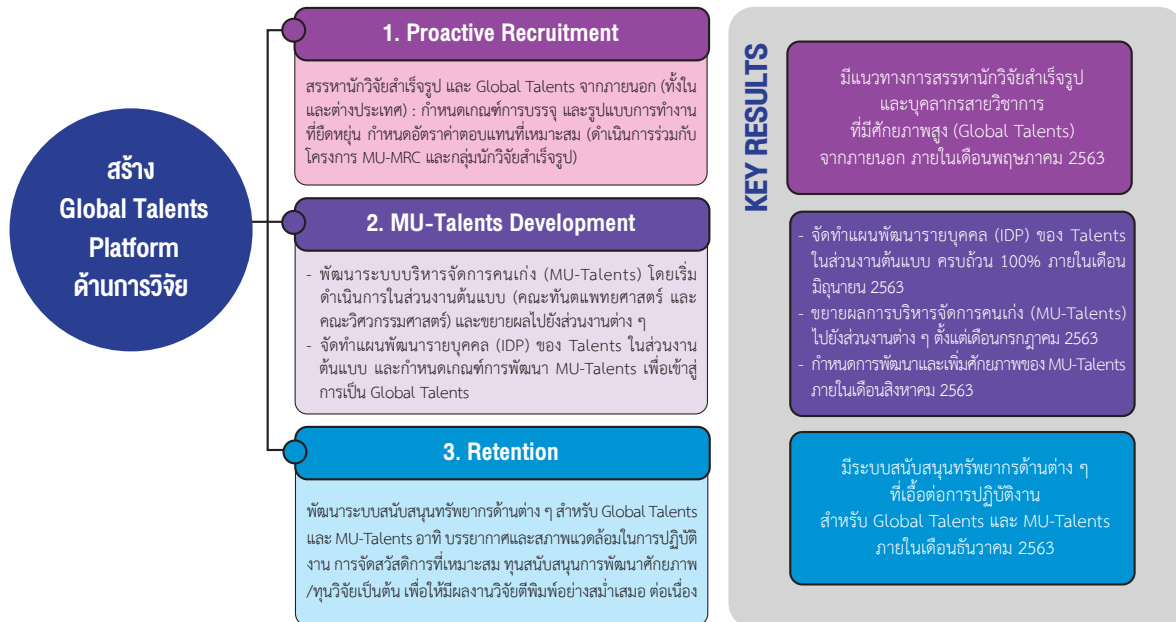 สร้าง
Global Talents
Platform
ด้านการวิจัย
1. Proactive Recruitment
สรรหานักวิจัยสำเร็จรูป และ Global Talents จากภายนอก (ทั้งใน
และต่างประเทศ) : กำหนดเกณฑ์การบรรจุ และรูปแบบการทำงาน
ที่ยืดหยุ่น กำหนดอัตราค่าตอบแทนที่เหมาะสม (ดำเนินการร่วมกับ
โครงการ MU-MRC และกลุ่มนักวิจัยสำเร็จรูป)
2. MU-Talents Development
- พัฒนาระบบบริหารจัดการคนเก่ง (MU-Talents) โดยเริ่ม
ดำเนินการในส่วนงานต้นแบบ (คณะทันตแพทยศาสตร์ และ
คณะวิศวกรรมศาสตร์) และขยายผลไปยังส่วนงานต่าง ๆ
- จัดทำแผนพัฒนารายบุคคล (IDP) ของ Talents ในส่วนงาน
ต้นแบบ และกำหนดเกณฑ์การพัฒนา MU-Talents เพื่อเข้าสู่
การเป็น Global Talents
3. Retention
พัฒนาระบบสนับสนุนทรัพยากรด้านต่าง ๆ สำหรับ Global Talents
และ MU-Talents อาทิ บรรยากาศและสภาพแวดล้อมในการปฏิบัติ
งาน การจัดสวัสดิการที่เหมาะสม ทุนสนับสนุนการพัฒนาศักยภาพ
/ทุนวิจัยเป็นต้น เพื่อให้มีผลงานวิจัยตีพิมพ์อย่างสม่ำเสมอ ต่อเนื่อง
KEY RESULTS
มีแนวทางการสรรหานักวิจัยสำเร็จรูป
และบุคลากรสายวิชาการ
ที่มีศักยภาพสูง (Global Talents)
จากภายนอก ภายในเดือนพฤษภาคม 2563
- จัดทำแผนพัฒนารายบุคคล (IDP) ของ Talents
ในส่วนงานต้นแบบ ครบถ้วน 100% ภายในเดือน
มิถุนายน 2563
- ขยายผลการบริหารจัดการคนเก่ง (MU-Talents)
ไปยังส่วนงานต่าง ๆ ตั้งแต่เดือนกรกฎาคม 2563
- กำหนดการพัฒนาและเพิ่มศักยภาพของ MU-Talents
ภายในเดือนสิงหาคม 2563
มีระบบสนับสนุนทรัพยากรด้านต่าง ๆ
ที่เอื้อต่อการปฏิบัติงาน
สำหรับ Global Talents และ MU-Talents
ภายในเดือนธันวาคม 2563